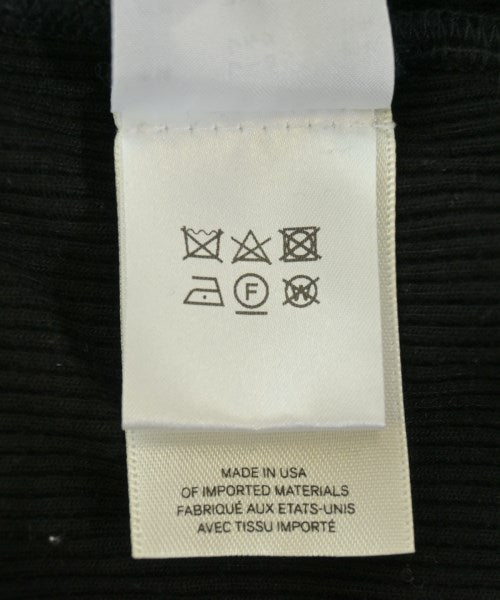 F
W
MADE IN USA
OF IMPORTED MATERIALS
FABRIQUÉ AUX ETATS-UNIS
AVEC TISSU IMPORTÉ